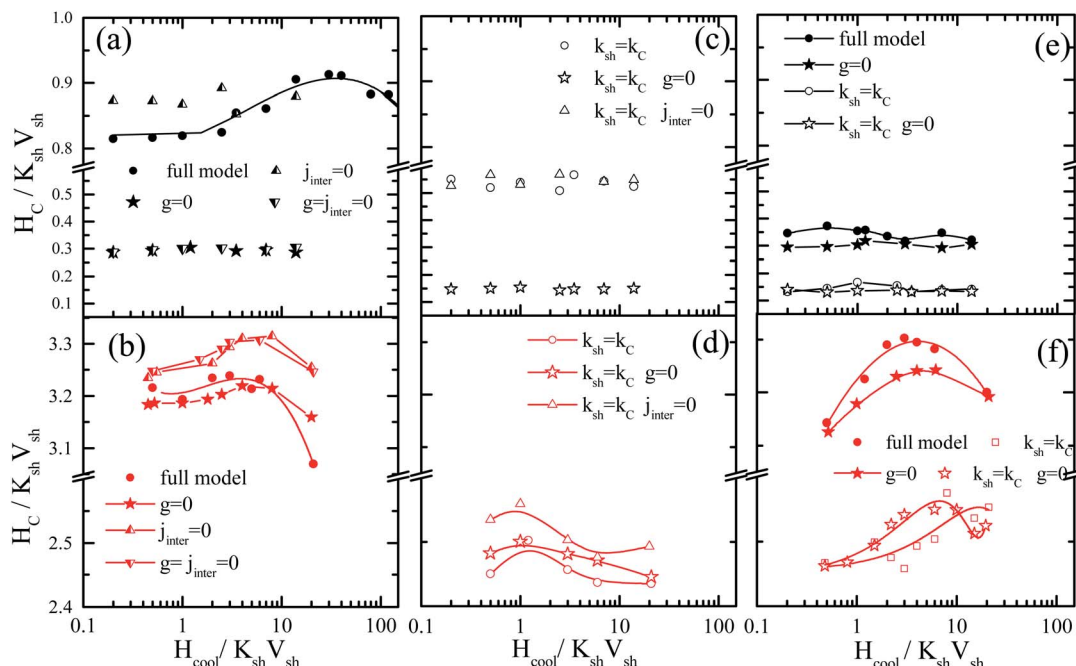 (a)
1.0
0.9
0.8
0.5
0.4
0.3
0.2
0.1
H_C / K_sh V_sh
full model
j_inter=0
g=0
g=j_inter=0
(c)
k_sh=k_C
k_sh=k_C g=0
k_sh=k_C j_inter=0
(e)
full model
g=0
k_sh=k_C
k_sh=k_C g=0
(b)
3.3
3.2
3.1
2.5
2.4
H_C / K_sh V_sh
full model
g=0
j_inter=0
g= j_inter=0
0.1
1
10
100
H_cool / K_sh V_sh
(d)
k_sh=k_C
k_sh=k_C g=0
k_sh=k_C j_inter=0
0.1
1
10
100
H_cool / K_sh V_sh
(f)
full model
k_sh=k_C
g=0
k_sh=k_C g=0
0.1
1
10
100
H_cool / K_sh V_sh